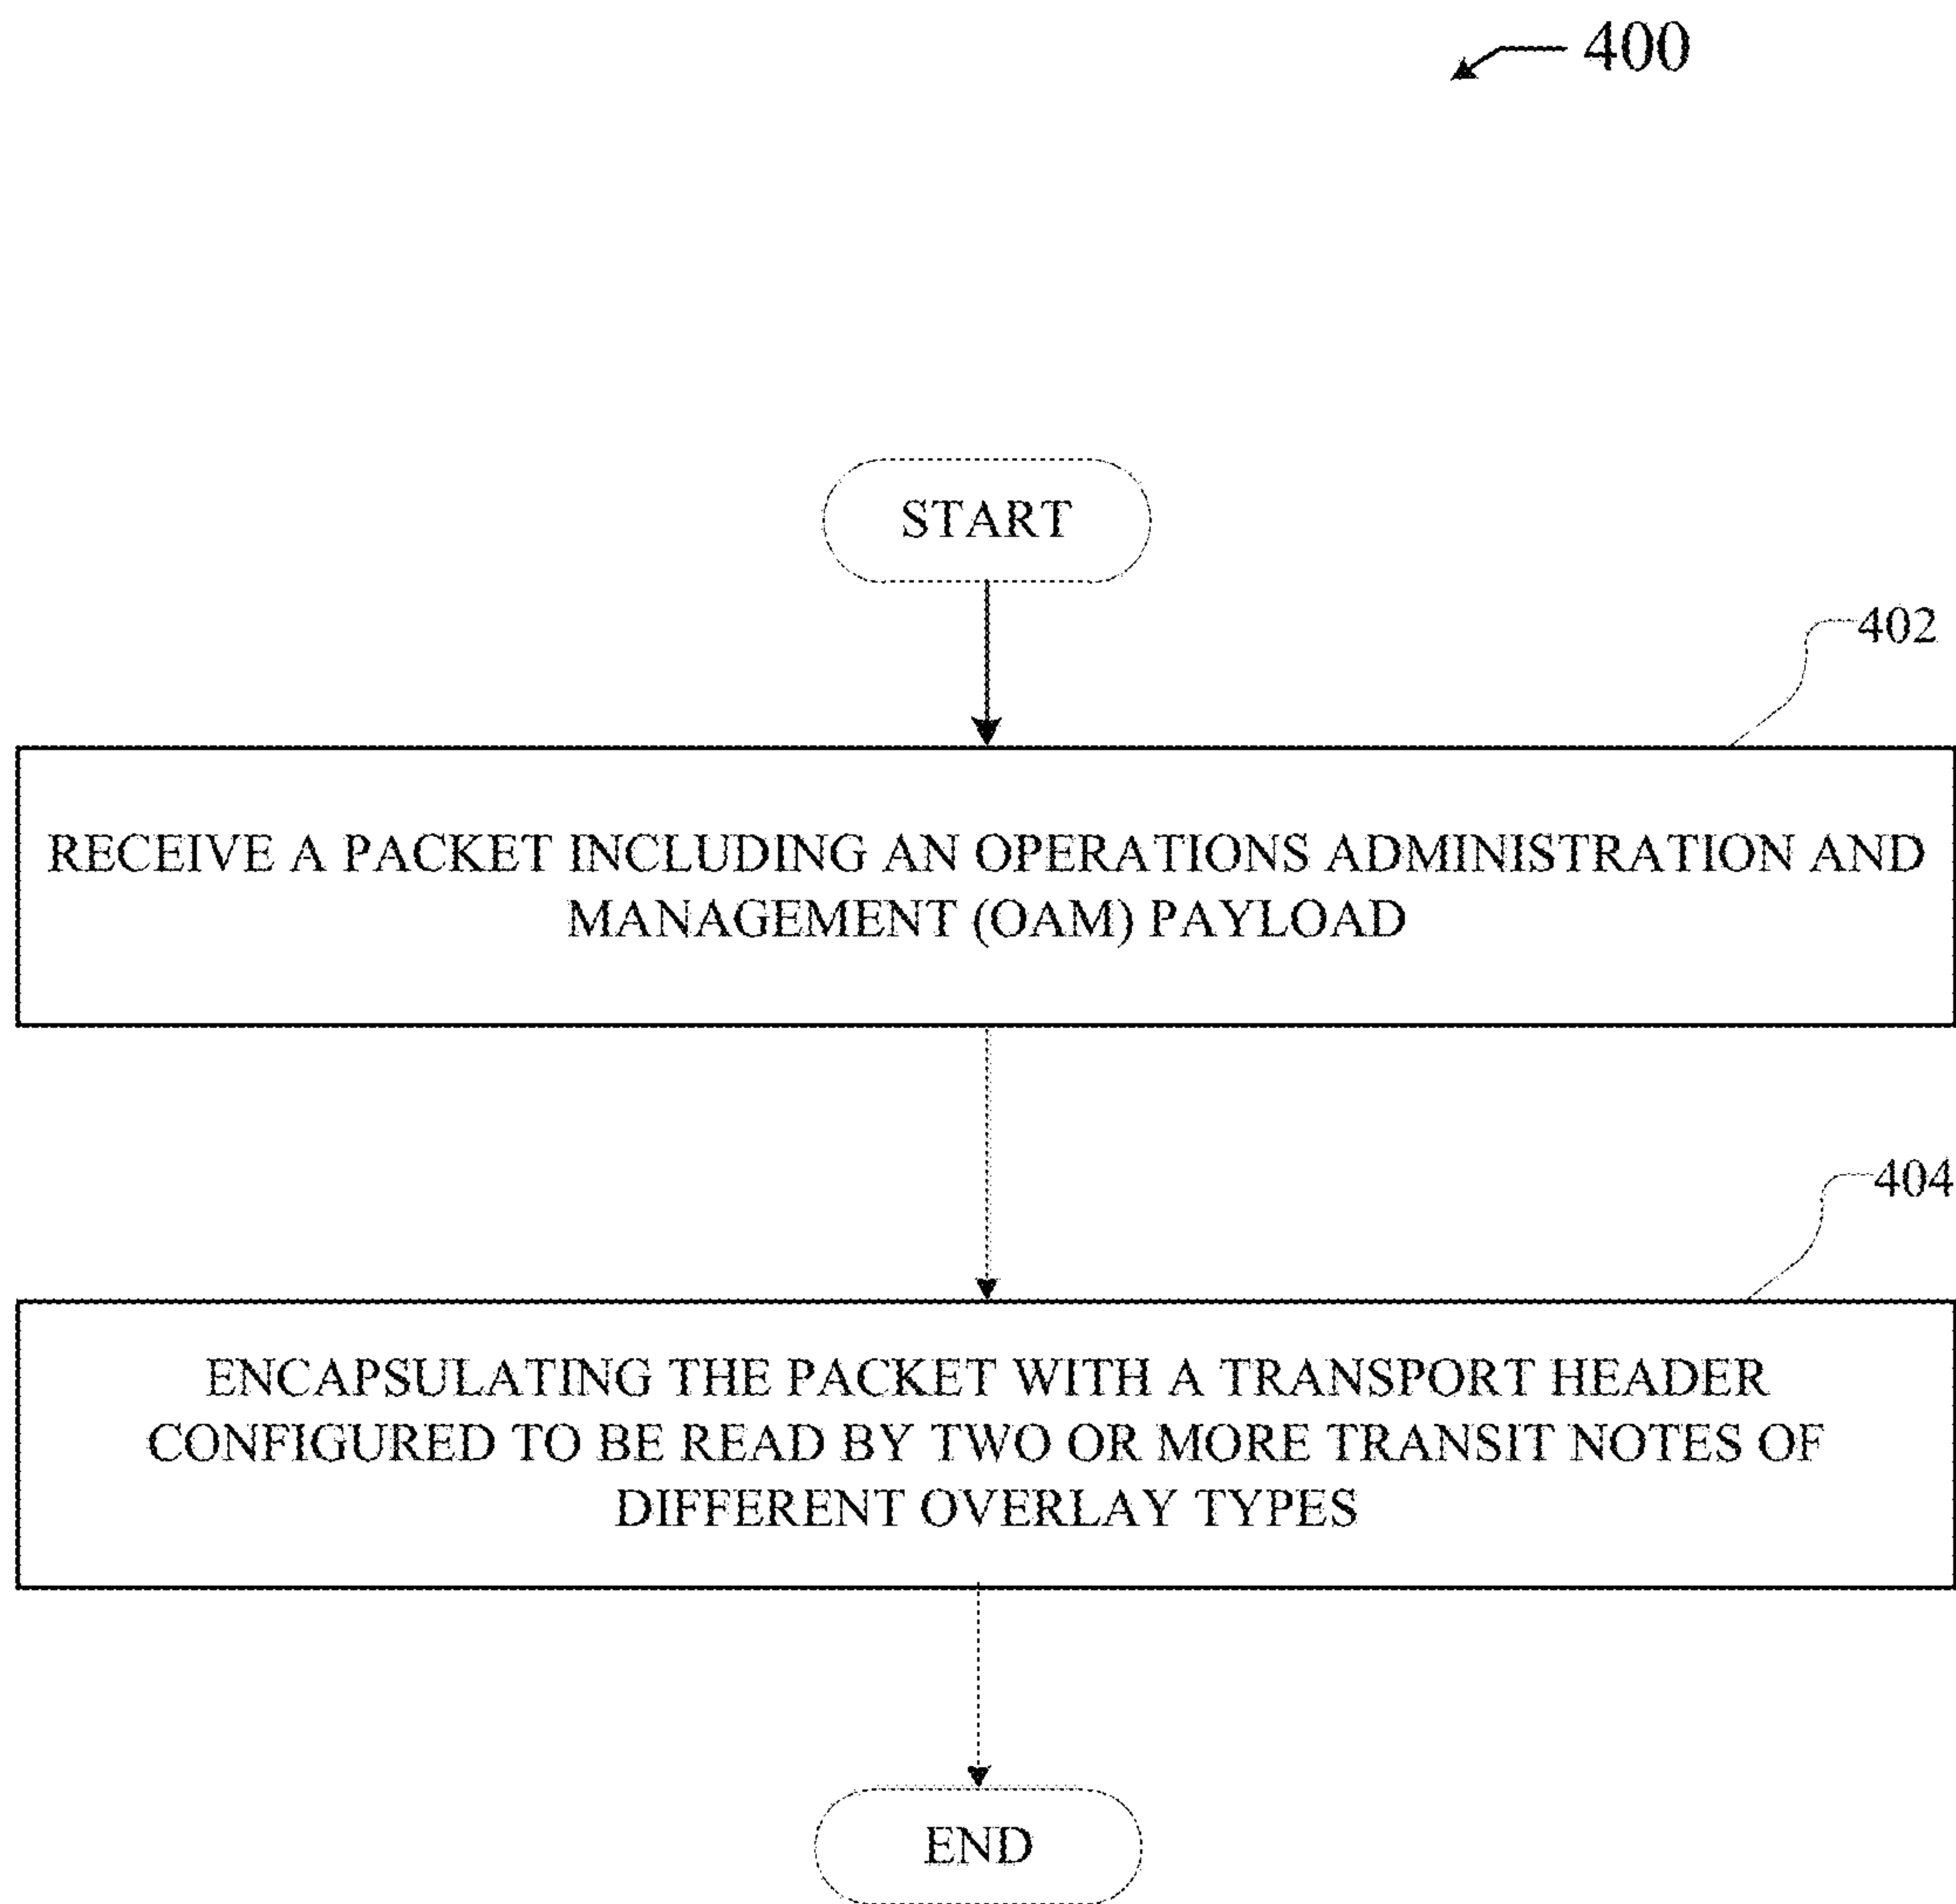 400
START
402
RECEIVE A PACKET INCLUDING AN OPERATIONS ADMINISTRATION AND
MANAGEMENT (OAM) PAYLOAD
404
ENCAPSULATING THE PACKET WITH A TRANSPORT HEADER
CONFIGURED TO BE READ BY TWO OR MORE TRANSIT NOTES OF
DIFFERENT OVERLAY TYPES
END